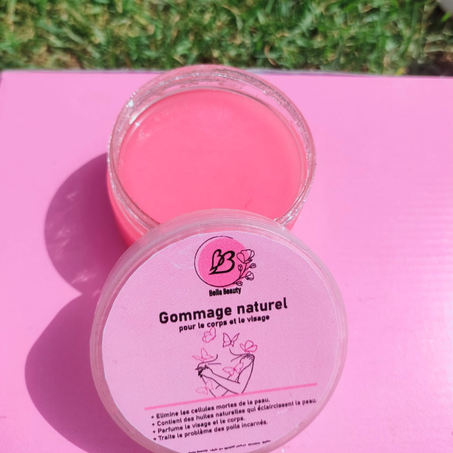 BB
Bella Beauty
Gommage naturel
pour le corps et le visage
• Elimine les cellules mortes de la peau.
• Contient des huiles naturelles qui éclaircissent la peau.
• Parfume le visage et le corps.
• Traite le problème des poils incarnés.